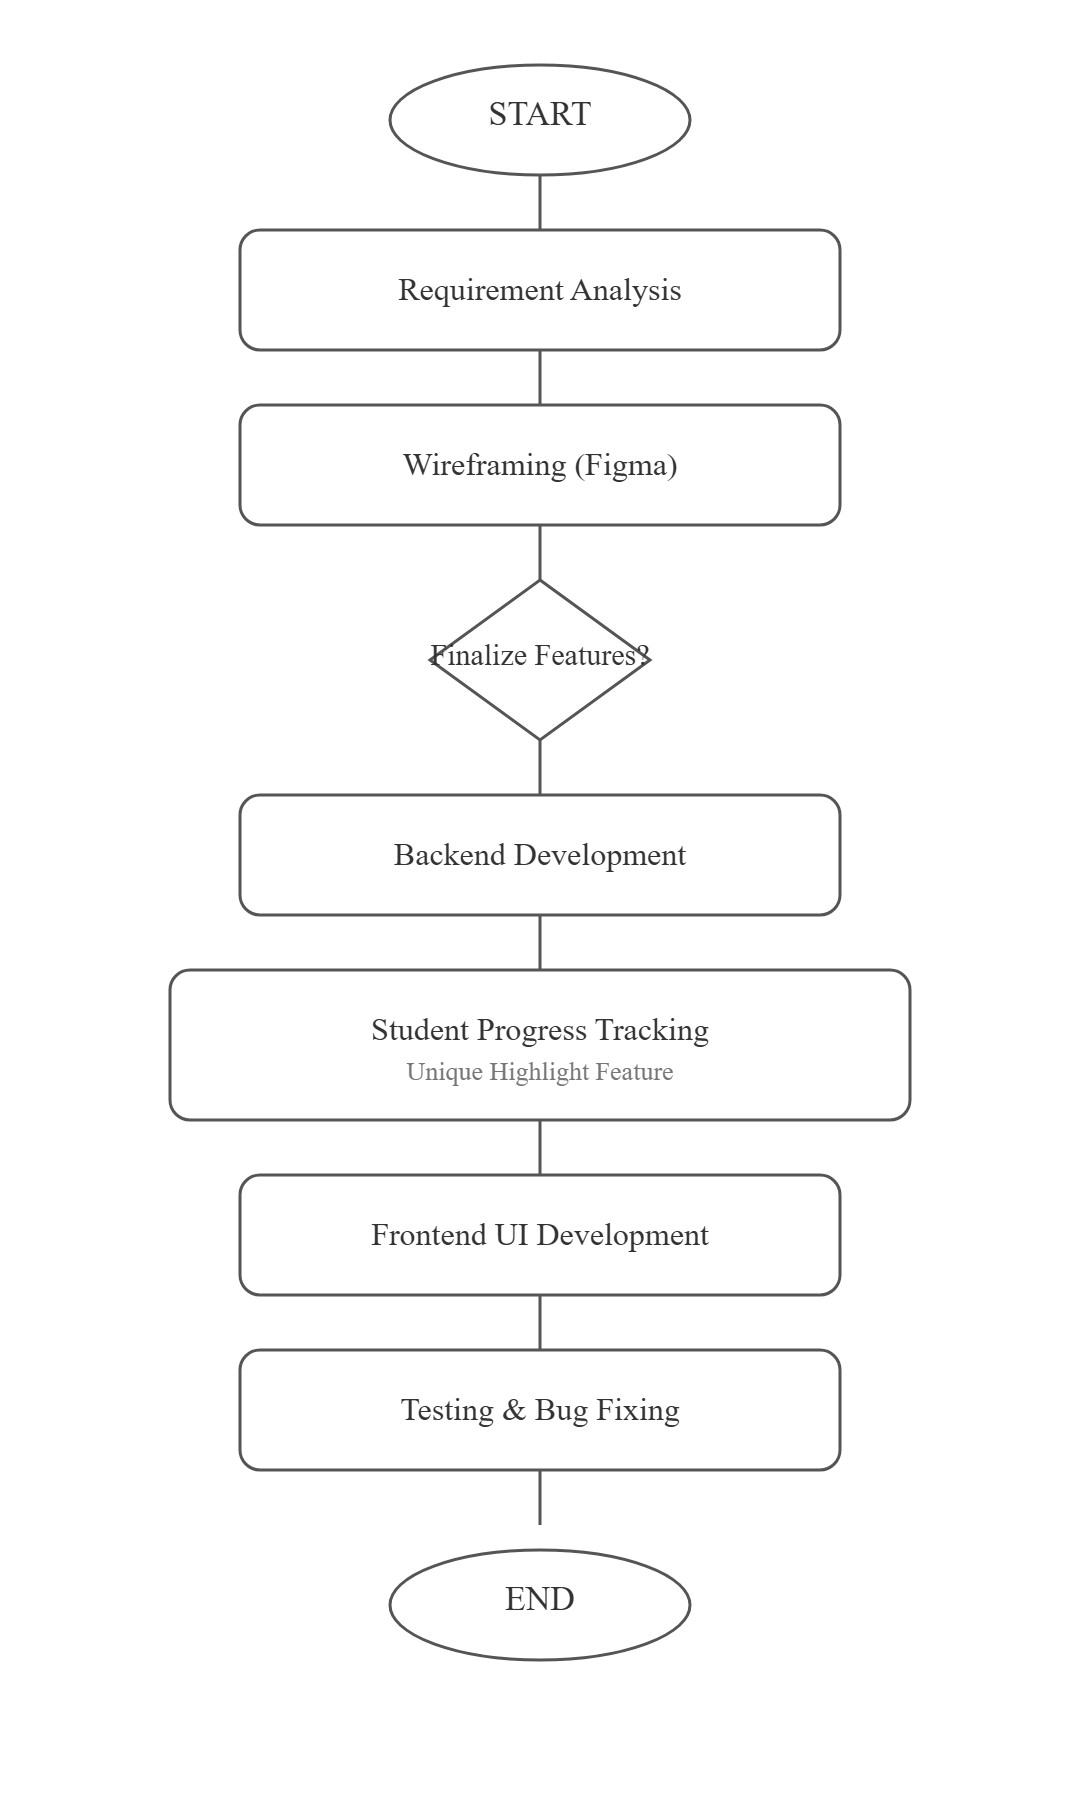 START
Requirement Analysis
Wireframing (Figma)
Finalize Features?
Backend Development
Student Progress Tracking
Unique Highlight Feature
Frontend UI Development
Testing & Bug Fixing
END